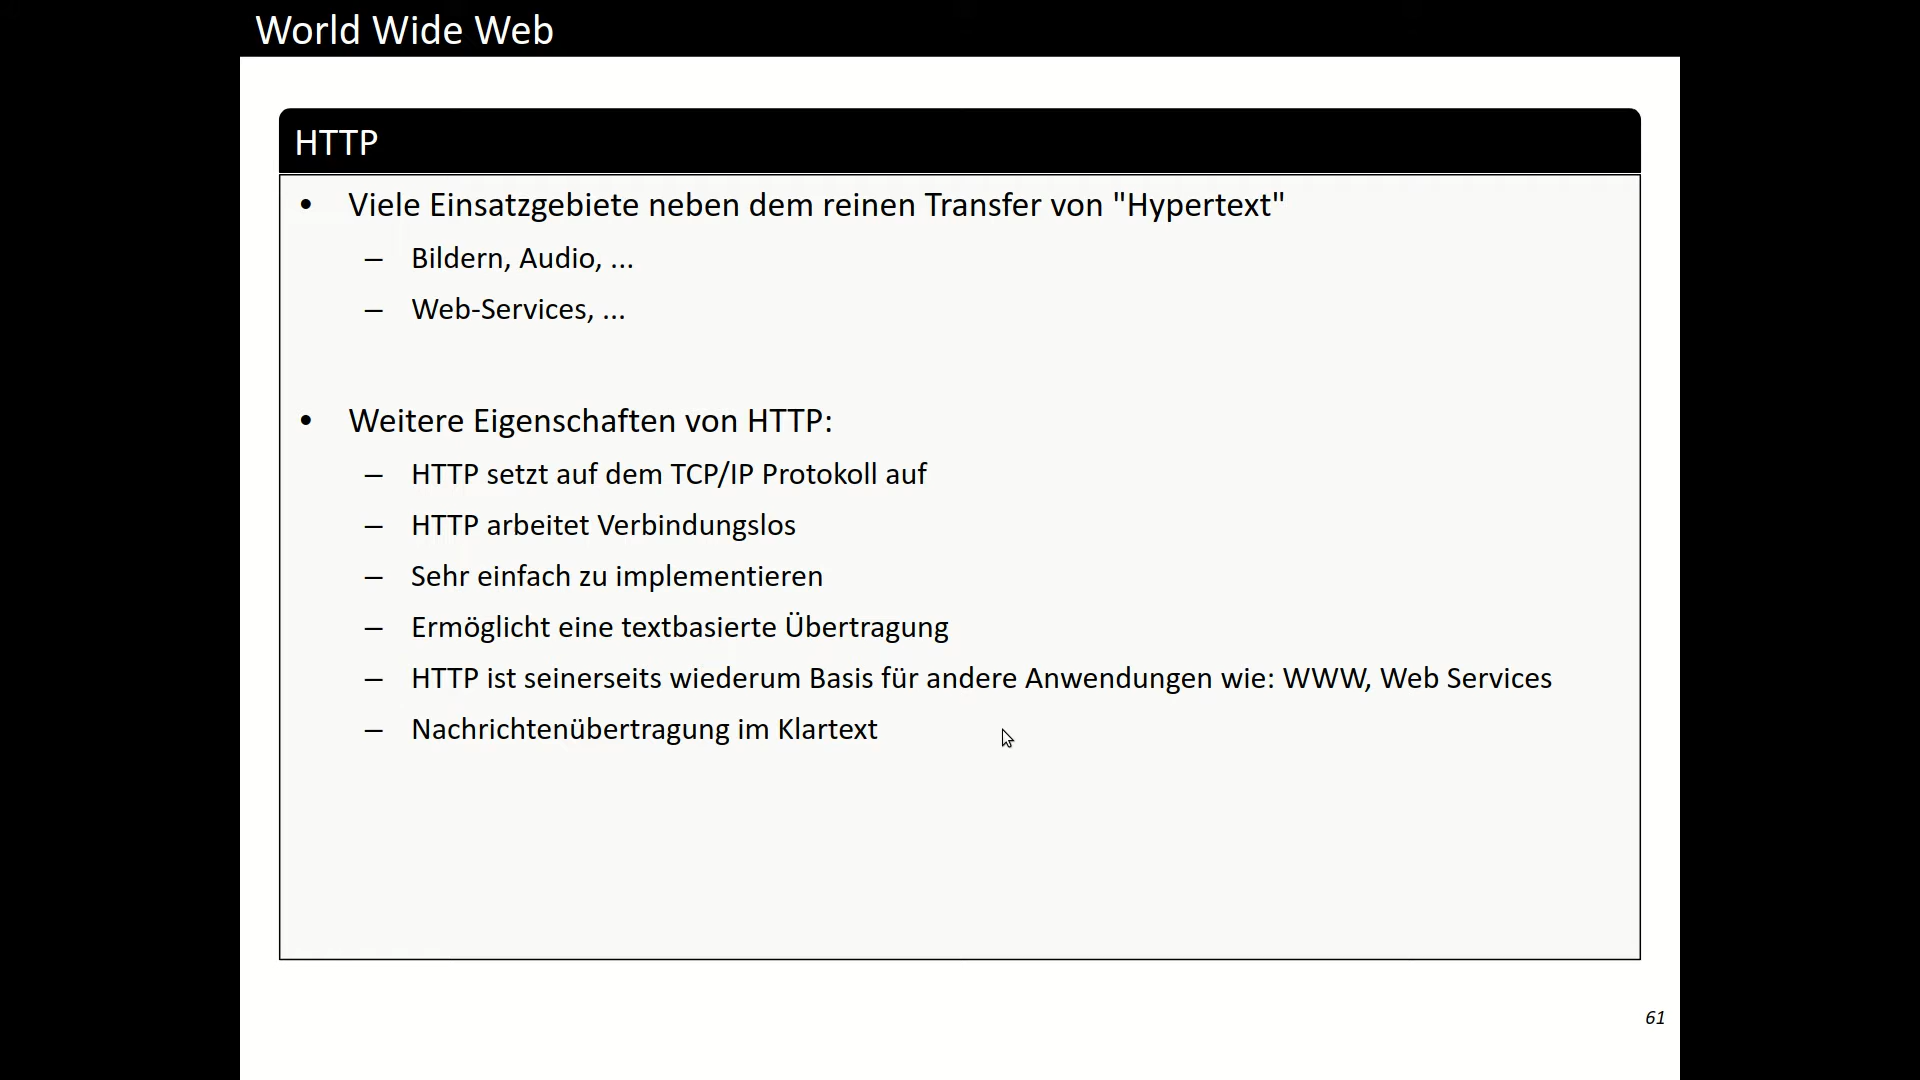 World Wide Web
HTTP
• Viele Einsatzgebiete neben dem reinen Transfer von "Hypertext"
– Bildern, Audio, ...
– Web-Services, ...
• Weitere Eigenschaften von HTTP:
– HTTP setzt auf dem TCP/IP Protokoll auf
– HTTP arbeitet Verbindungslos
– Sehr einfach zu implementieren
– Ermöglicht eine textbasierte Übertragung
– HTTP ist seinerseits wiederum Basis für andere Anwendungen wie: WWW, Web Services
– Nachrichtenübertragung im Klartext
61